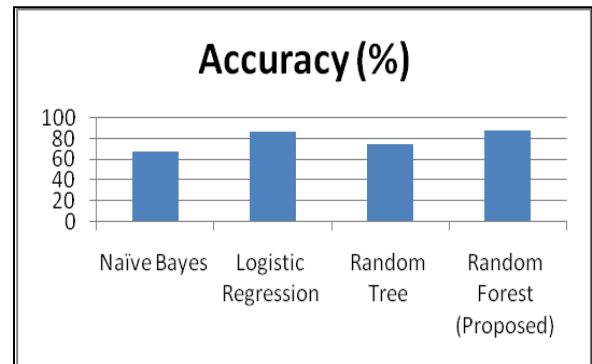 Accuracy (%)
100
80
60
40
20
0
Naïve Bayes
Logistic
Regression
Random
Tree
Random
Forest
(Proposed)